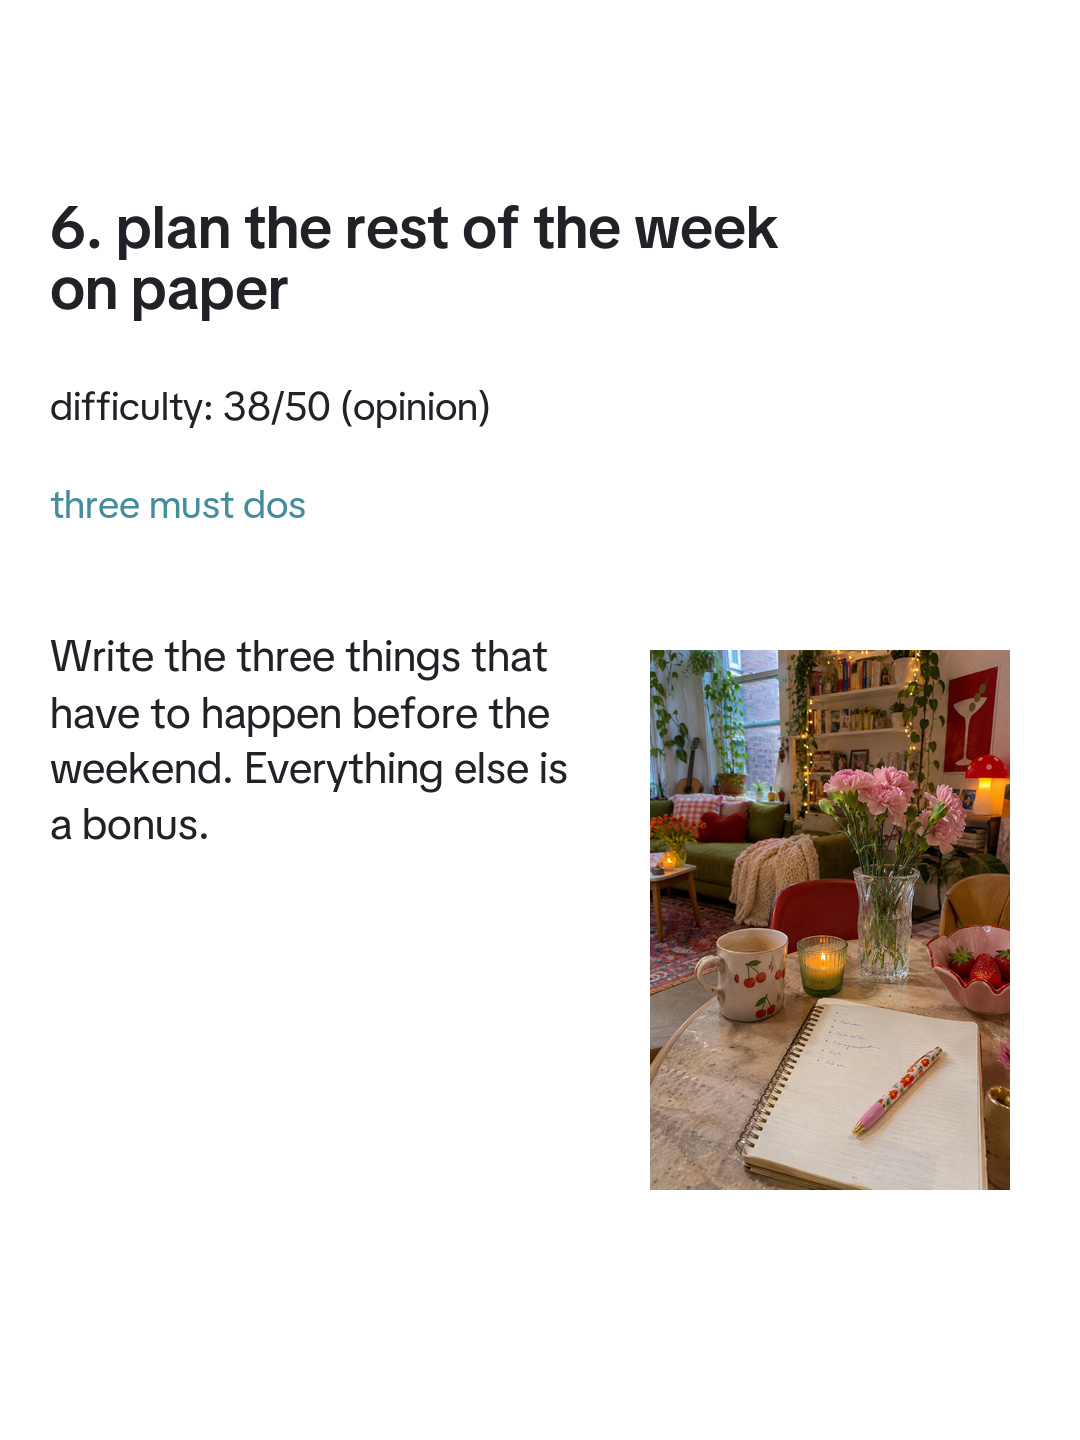 6. plan the rest of the week
on paper
difficulty: 38/50 (opinion)
three must dos
Write the three things that
have to happen before the
weekend. Everything else is
a bonus.